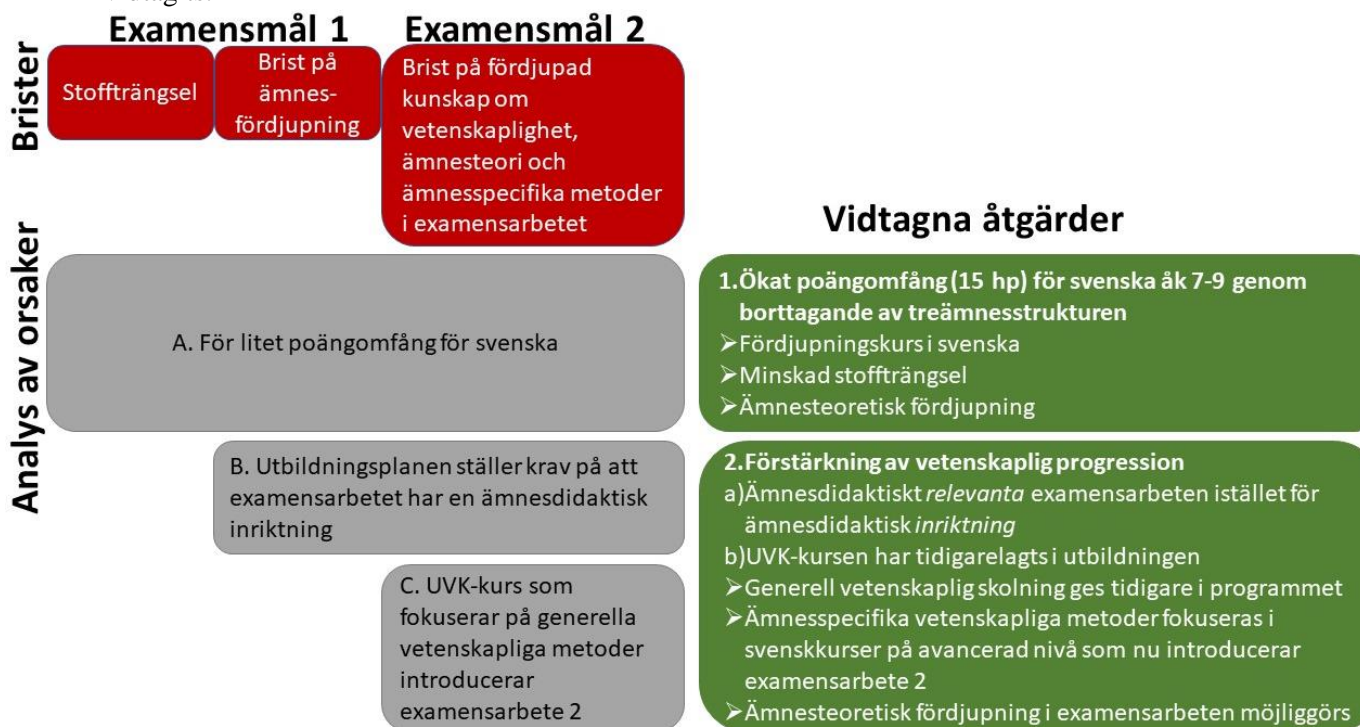 Examensmål 1
Examensmål 2
Brister
Stoffträngsel
Brist på
ämnes-
fördjupning
Brist på fördjupad
kunskap om
vetenskaplighet,
ämnesteori och
ämnesspecifika metoder
i examensarbetet
Vidtagna åtgärder
Analys av orsaker
A. För litet poängomfång för svenska
1.Ökat poängomfång (15 hp) för svenska åk 7-9 genom
borttagande av treämnesstrukturen
➢Fördjupningskurs i svenska
➢Minskad stoffträngsel
➢Ämnesteoretisk fördjupning
B. Utbildningsplanen ställer krav på att
examensarbetet har en ämnesdidaktisk
inriktning
C. UVK-kurs som
fokuserar på generella
vetenskapliga metoder
introducerar
examensarbete 2
2.Förstärkning av vetenskaplig progression
a)Ämnesdidaktiskt relevanta examensarbeten istället för
ämnesdidaktisk inriktning
b)UVK-kursen har tidigarelagts i utbildningen
➢Generell vetenskaplig skolning ges tidigare i programmet
➢Ämnesspecifika vetenskapliga metoder fokuseras i
svenskkurser på avancerad nivå som nu introducerar
examensarbete 2
➢Ämnesteoretisk fördjupning i examensarbeten möjliggörs